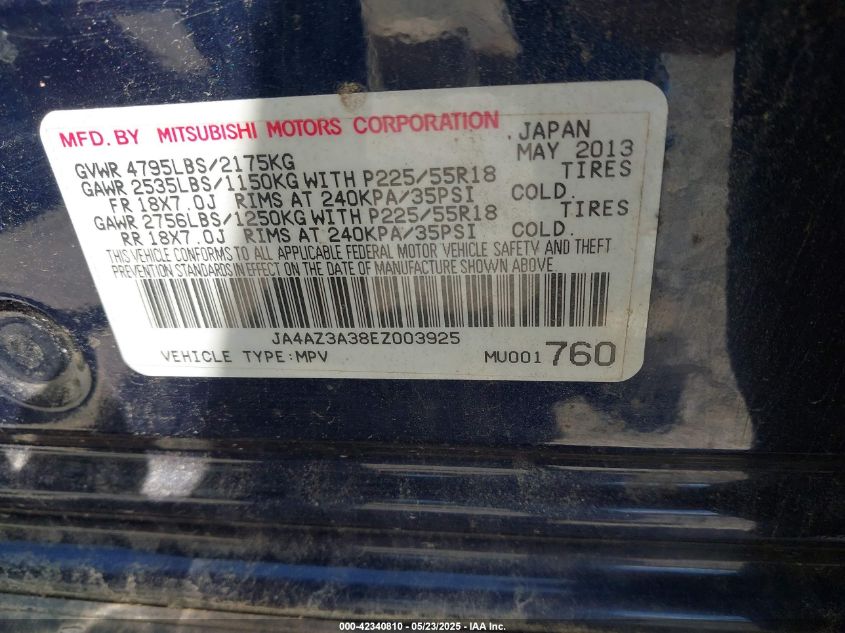 MFD. BY MITSUBISHI MOTORS CORPORATION JAPAN
GVWR 4795LBS/2175KG MAY 2013
GAWR 2535LBS/1150KG WITH P225/55R18 TIRES
FR 18X7.0J RIMS AT 240KPA/35PSI COLD.
GAWR 2756LBS/1250KG WITH P225/55R18 TIRES
RR 18X7.0J RIMS AT 240KPA/35PSI COLD.
THIS VEHICLE CONFORMS TO ALL APPLICABLE FEDERAL MOTOR VEHICLE SAFETY AND THEFT
PREVENTION STANDARDS IN EFFECT ON THE DATE OF MANUFACTURE SHOWN ABOVE.
JA4AZ3A38EZ003925
VEHICLE TYPE:MPV MU001760
000-42340810 - 05/23/2025 - IAA Inc.